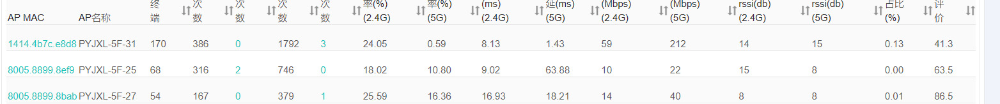 终 次 次 次 次 率(%) 率(%) (ms) 延(ms) (Mbps) (Mbps) rssi(db) rssi(db) 占比 评
AP MAC AP名称 端 数 数 数 数 (2.4G) (5G) (2.4G) (5G) (2.4G) (5G) (2.4G) (5G) (%) 价
1414.4b7c.e8d8 PYJXL-5F-31 170 386 0 1792 3 24.05 0.59 8.13 1.43 59 212 14 15 0.13 41.3
8005.8899.8ef9 PYJXL-5F-25 68 316 2 746 0 18.02 10.80 9.02 63.88 10 22 15 8 0.00 63.5
8005.8899.8bab PYJXL-5F-27 54 167 0 379 1 25.59 16.36 16.93 18.21 14 40 8 8 0.01 86.5